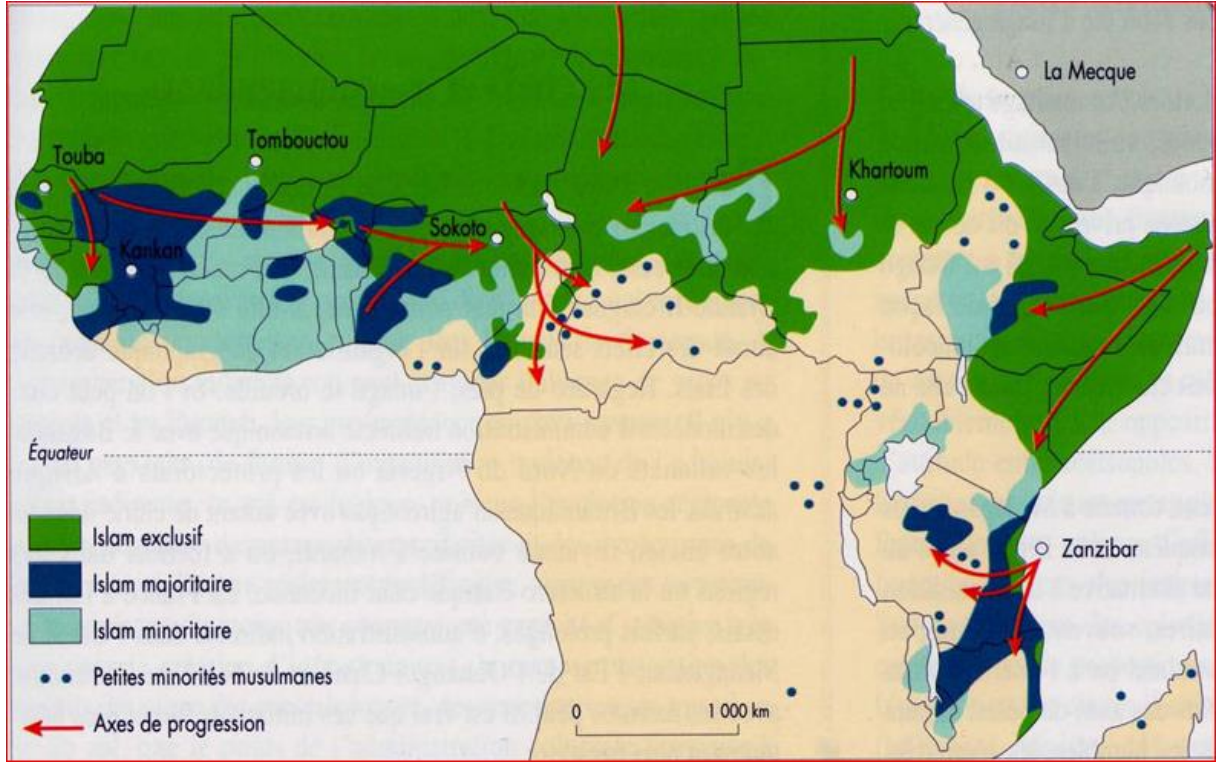 La Mecque
Tombouctou
Touba
Khartoum
Sokoto
Kankan
Équateur
Islam exclusif
Zanzibar
Islam majoritaire
Islam minoritaire
Petites minorités musulmanes
Axes de progression
0 1 000 km